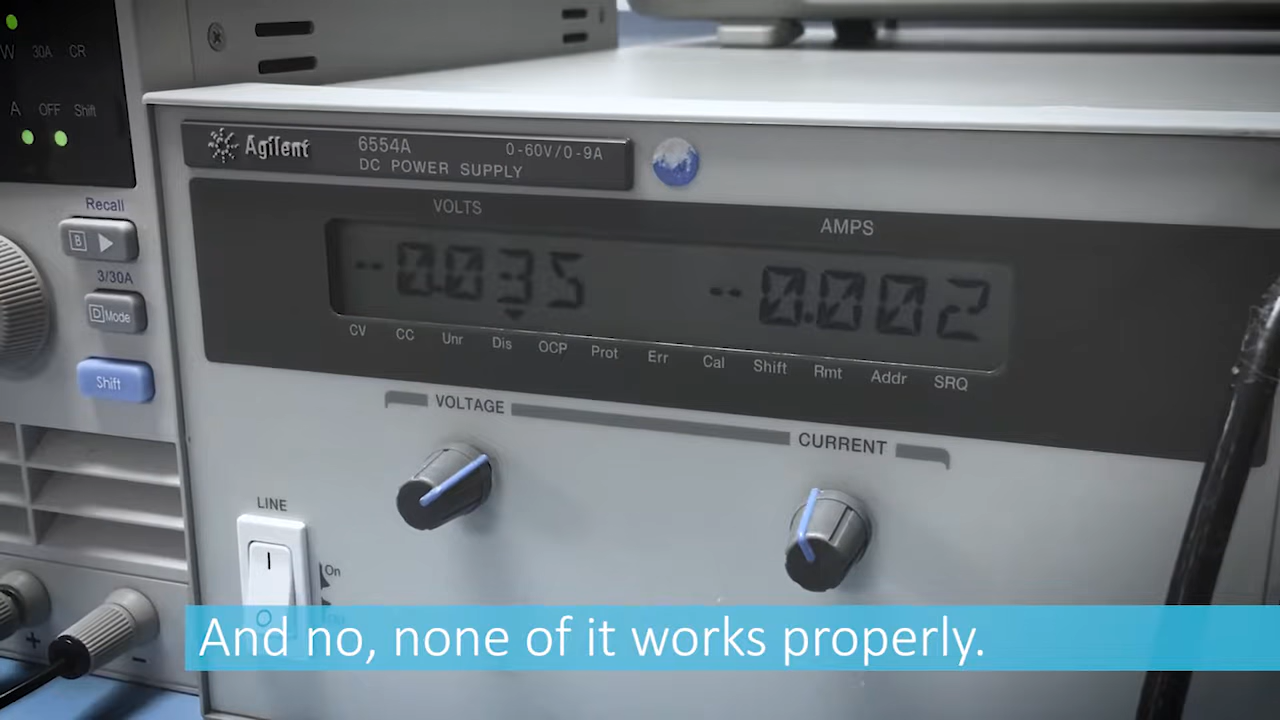 W 30A CR
A OFF Shift
Recall
B
3/30A
D Mode
Shift
+
-
Agilent
6554A 0-60V/0-9A
DC POWER SUPPLY
VOLTS AMPS
-0.035 -0.002
CV CC Unr Dis OCP Prot Err Cal Shift Rmt Addr SRQ
VOLTAGE CURRENT
LINE
On
And no, none of it works properly.